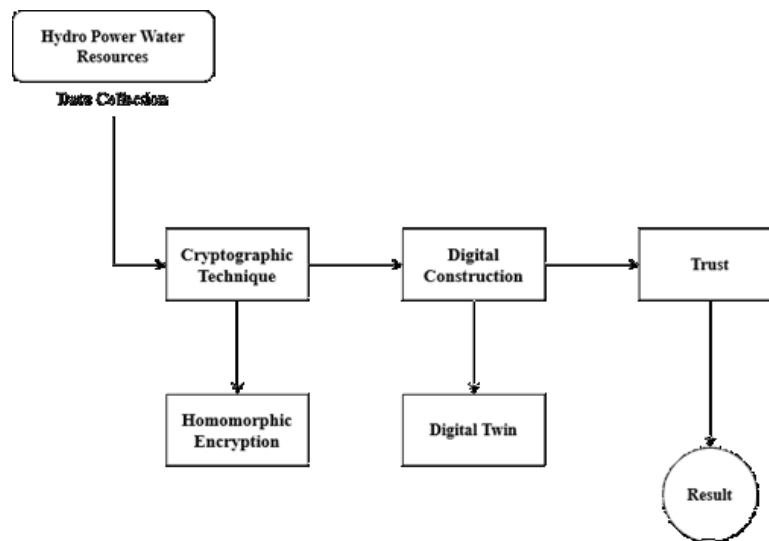 Hydro Power Water
Resources
Data Collection
Cryptographic
Technique
Digital
Construction
Trust
Homomorphic
Encryption
Digital Twin
Result